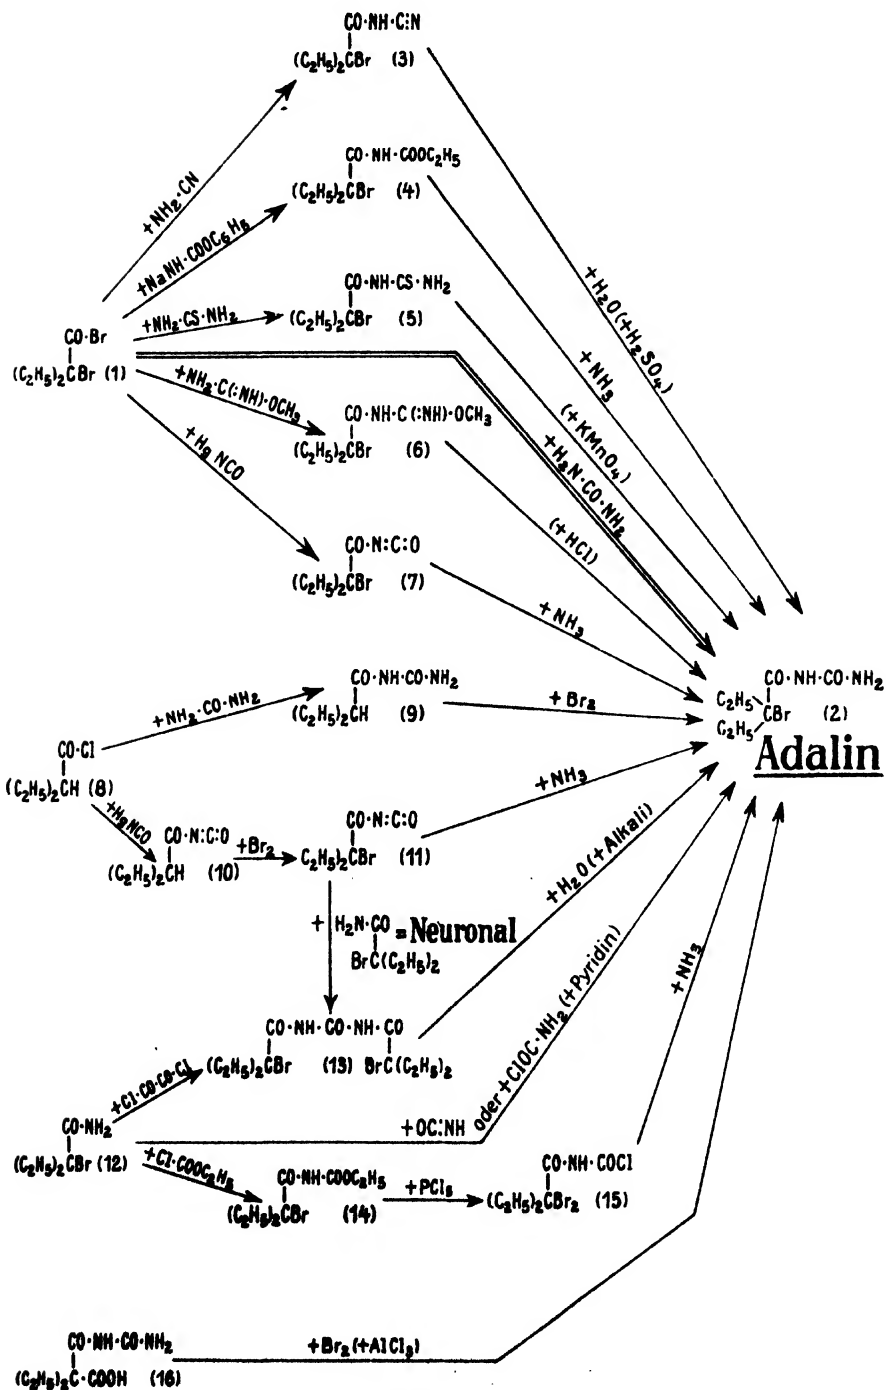 CO·NH·C⫶N
(C₂H₅)₂CBr (3)
+NH₂·CN
CO·NH·COOC₂H₅
(C₂H₅)₂CBr (4)
+NaNH·COOC₆H₅
CO·NH·CS·NH₂
(C₂H₅)₂CBr (5)
+NH₂·CS·NH₂
CO·Br
(C₂H₅)₂CBr (1)
+NH₂·C(:NH)·OCH₃
CO·NH·C(:NH)·OCH₃
(C₂H₅)₂CBr (6)
+Hg NCO
CO·N:C:O
(C₂H₅)₂CBr (7)
+H₂O(+H₂SO₄)
+NH₃
(+KMnO₄)
+H₂N·CO·NH₂
(+HCl)
+NH₃
CO·NH·CO·NH₂
C₂H₅
CBr (2)
C₂H₅
Adalin
+NH₂·CO·NH₂
CO·NH·CO·NH₂
(C₂H₅)₂CH (9)
+Br₂
CO·Cl
(C₂H₅)₂CH (8)
+HgNCO
CO·N:C:O
(C₂H₅)₂CH (10)
+Br₂
CO·N:C:O
C₂H₅)₂CBr (11)
+NH₃
+ H₂N·CO = Neuronal
BrC(C₂H₅)₂
+H₂O(+Alkali)
CO·NH·CO·NH·CO
(C₂H₅)₂CBr (13) BrC(C₂H₅)₂
+Cl·CO·CO·Cl
CO·NH₂
(C₂H₅)₂CBr (12)
+OC:NH oder +ClOC·NH₂(+Pyridin)
+Cl·COOC₂H₅
CO·NH·COOC₂H₅
(C₂H₅)₂CBr (14)
+PCl₅
CO·NH·COCl
(C₂H₅)₂CBr₂ (15)
+NH₃
CO·NH·CO·NH₂
(C₂H₅)₂C·COOH (16)
+Br₂(+AlCl₃)